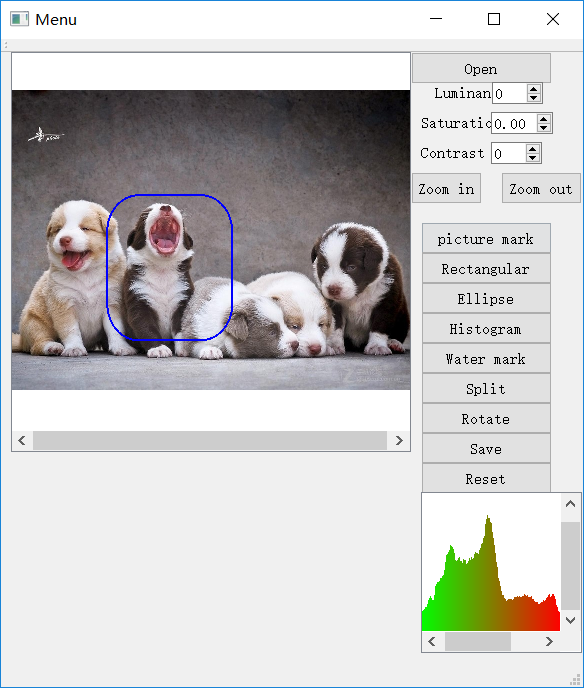 Menu
Open
Luminan 0
Saturatio 0.00
Contrast 0
Zoom in Zoom out
picture mark
Rectangular
Ellipse
Histogram
Water mark
Split
Rotate
Save
Reset